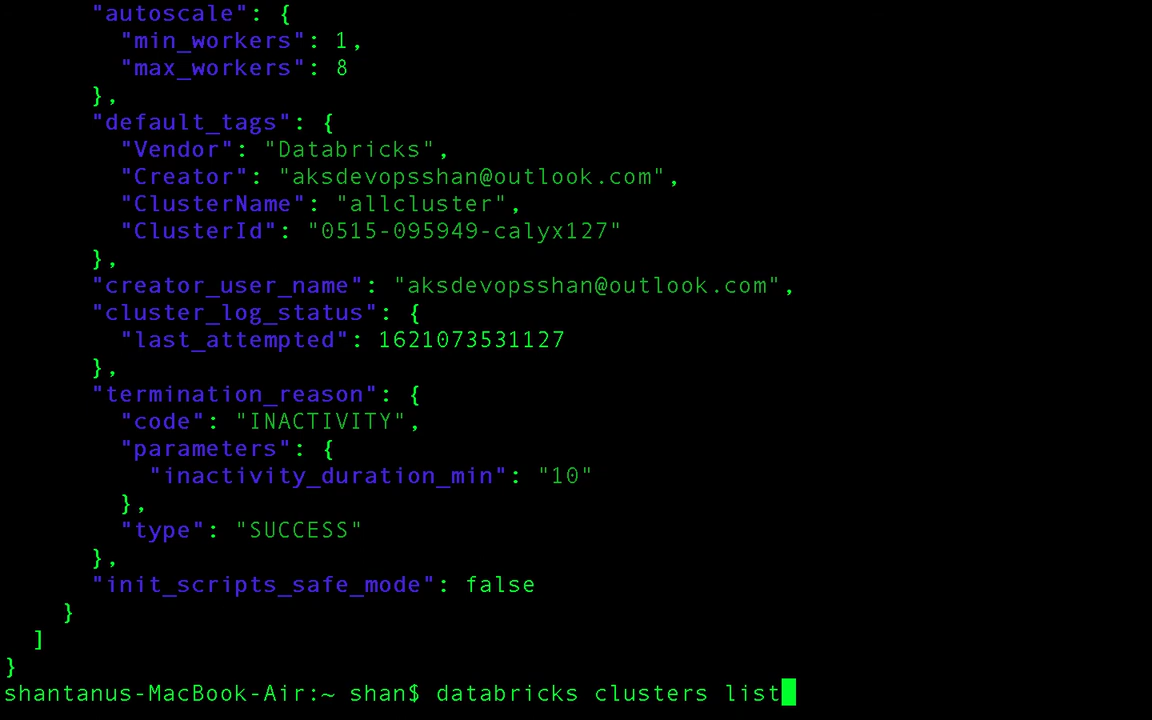 "autoscale": {
"min_workers": 1,
"max_workers": 8
},
"default_tags": {
"Vendor": "Databricks",
"Creator": "aksdevopsshan@outlook.com",
"ClusterName": "allcluster",
"ClusterId": "0515-095949-calyx127"
},
"creator_user_name": "aksdevopsshan@outlook.com",
"cluster_log_status": {
"last_attempted": 1621073531127
},
"termination_reason": {
"code": "INACTIVITY",
"parameters": {
"inactivity_duration_min": "10"
},
"type": "SUCCESS"
},
"init_scripts_safe_mode": false
}
]
}
shantanus-MacBook-Air:~ shan$ databricks clusters list